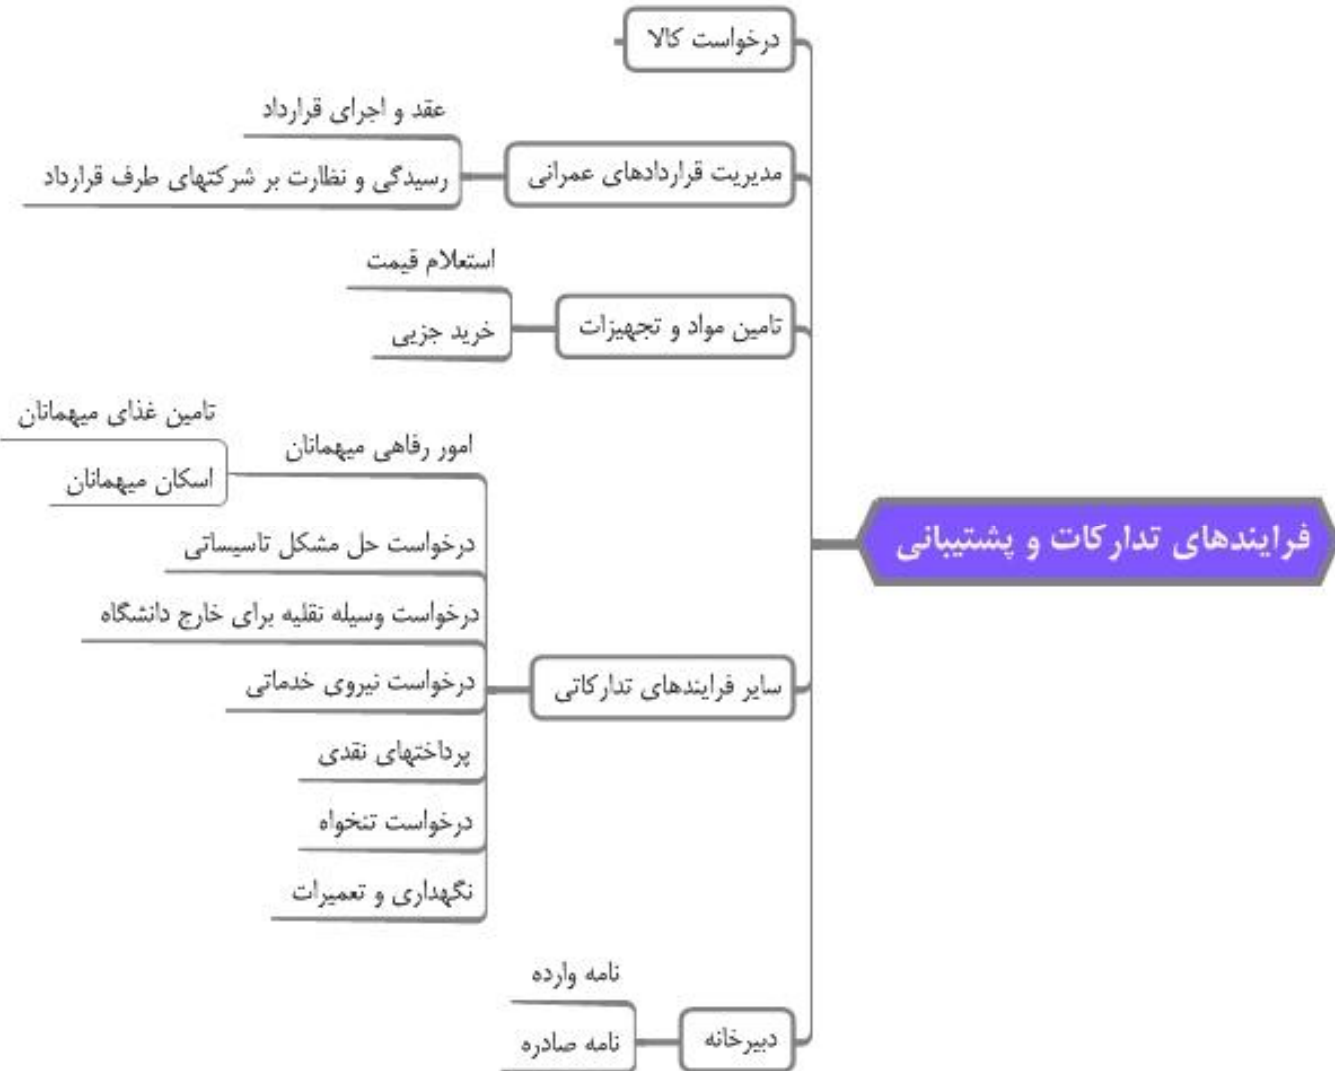 فرایندهای تدارکات و پشتیبانی
درخواست کالا
مدیریت قراردادهای عمرانی
عقد و اجرای قرارداد
رسیدگی و نظارت بر شرکتهای طرف قرارداد
تامین مواد و تجهیزات
استعلام قیمت
خرید جزیی
سایر فرایندهای تدارکاتی
امور رفاهی میهمانان
تامین غذای میهمانان
اسکان میهمانان
درخواست حل مشکل تاسیساتی
درخواست وسیله نقلیه برای خارج دانشگاه
درخواست نیروی خدماتی
پرداختهای نقدی
درخواست تنخواه
نگهداری و تعمیرات
دبیرخانه
نامه وارده
نامه صادره